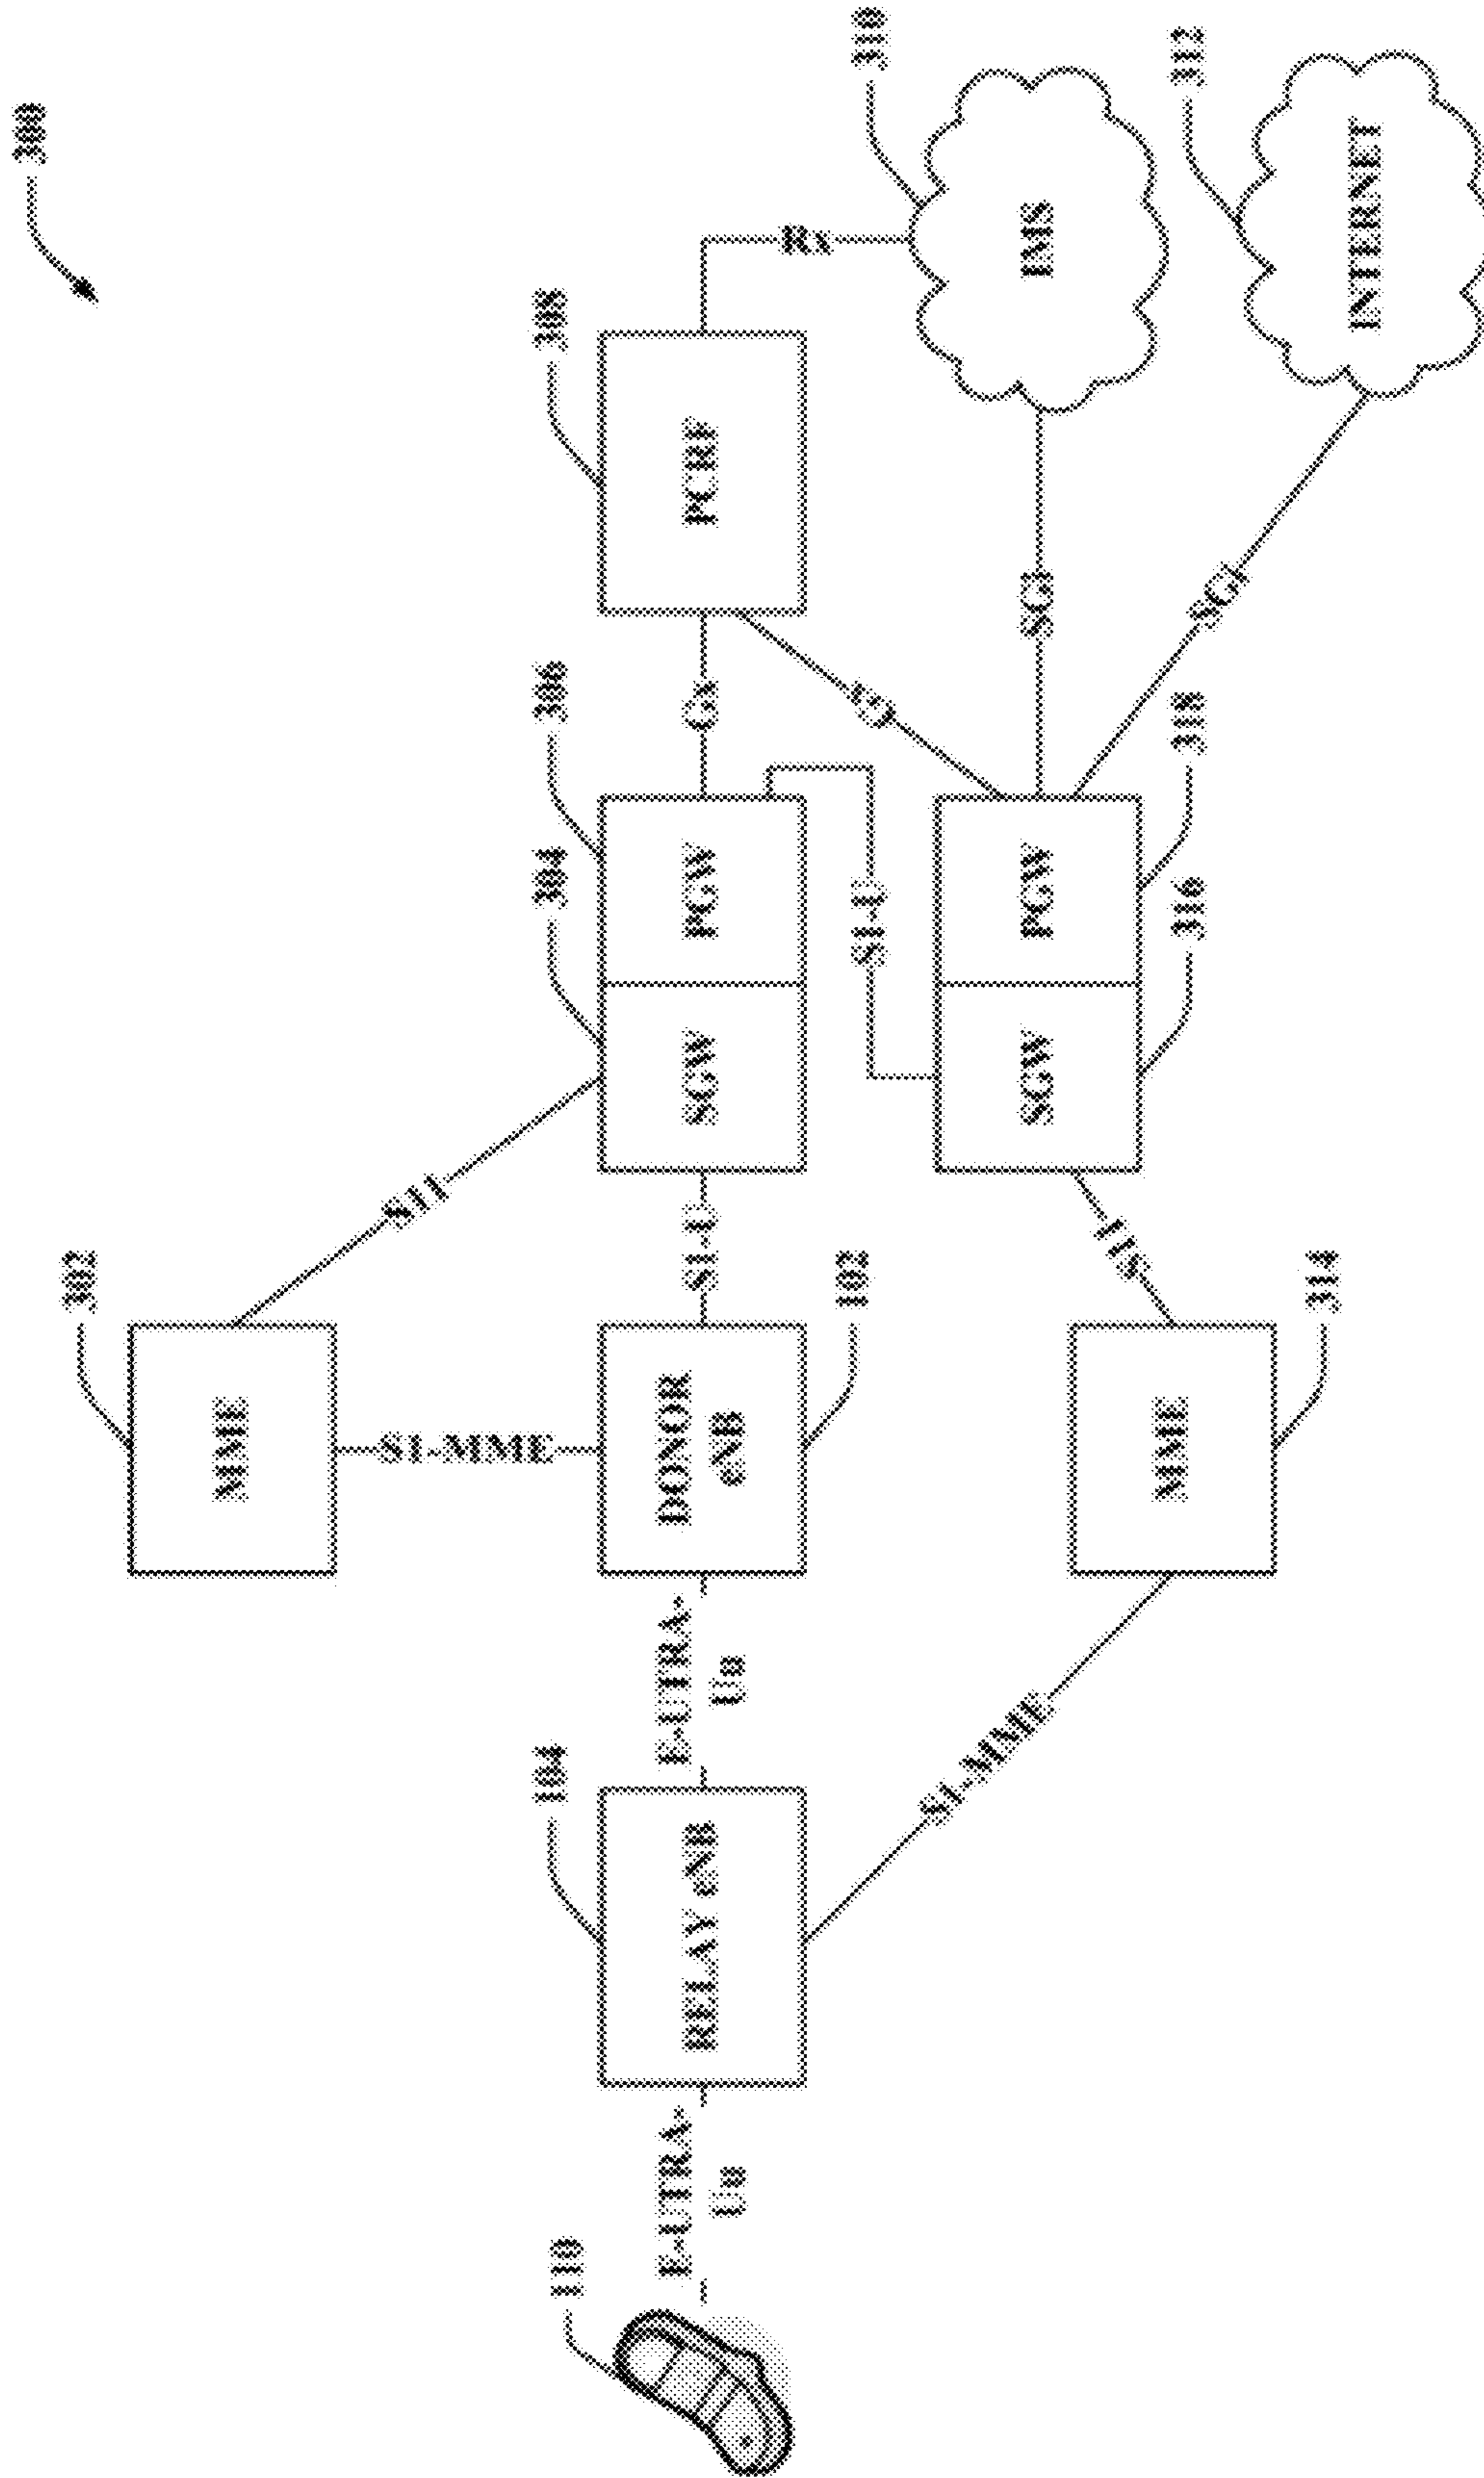 300
302
MME
S11
S1-MME
110
104
304
306
308
E-UTRA-
Uu
RELAY eNB
E-UTRA-
Uu
DONOR
eNB
S1-U
SGW
PGW
Gx
PCRF
Rx
102
S1-U
Gx
310
S1-MME
SGW
PGW
SGi
IMS
S11
316
318
SGi
312
MME
314
INTERNET